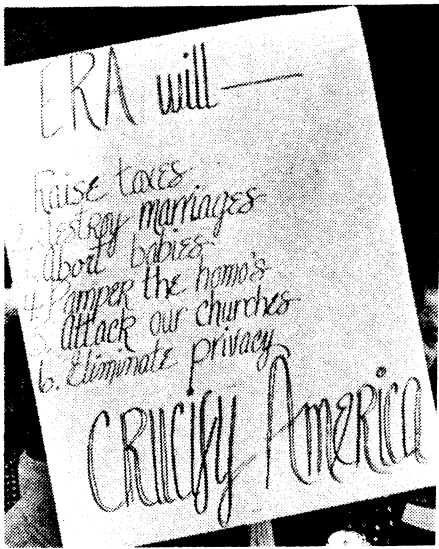 ERA will —
Raise taxes
destroy marriages
abort babies
4. Pamper the homo's
Attack our churches
6. Eliminate privacy
CRUCIFY AMERICA